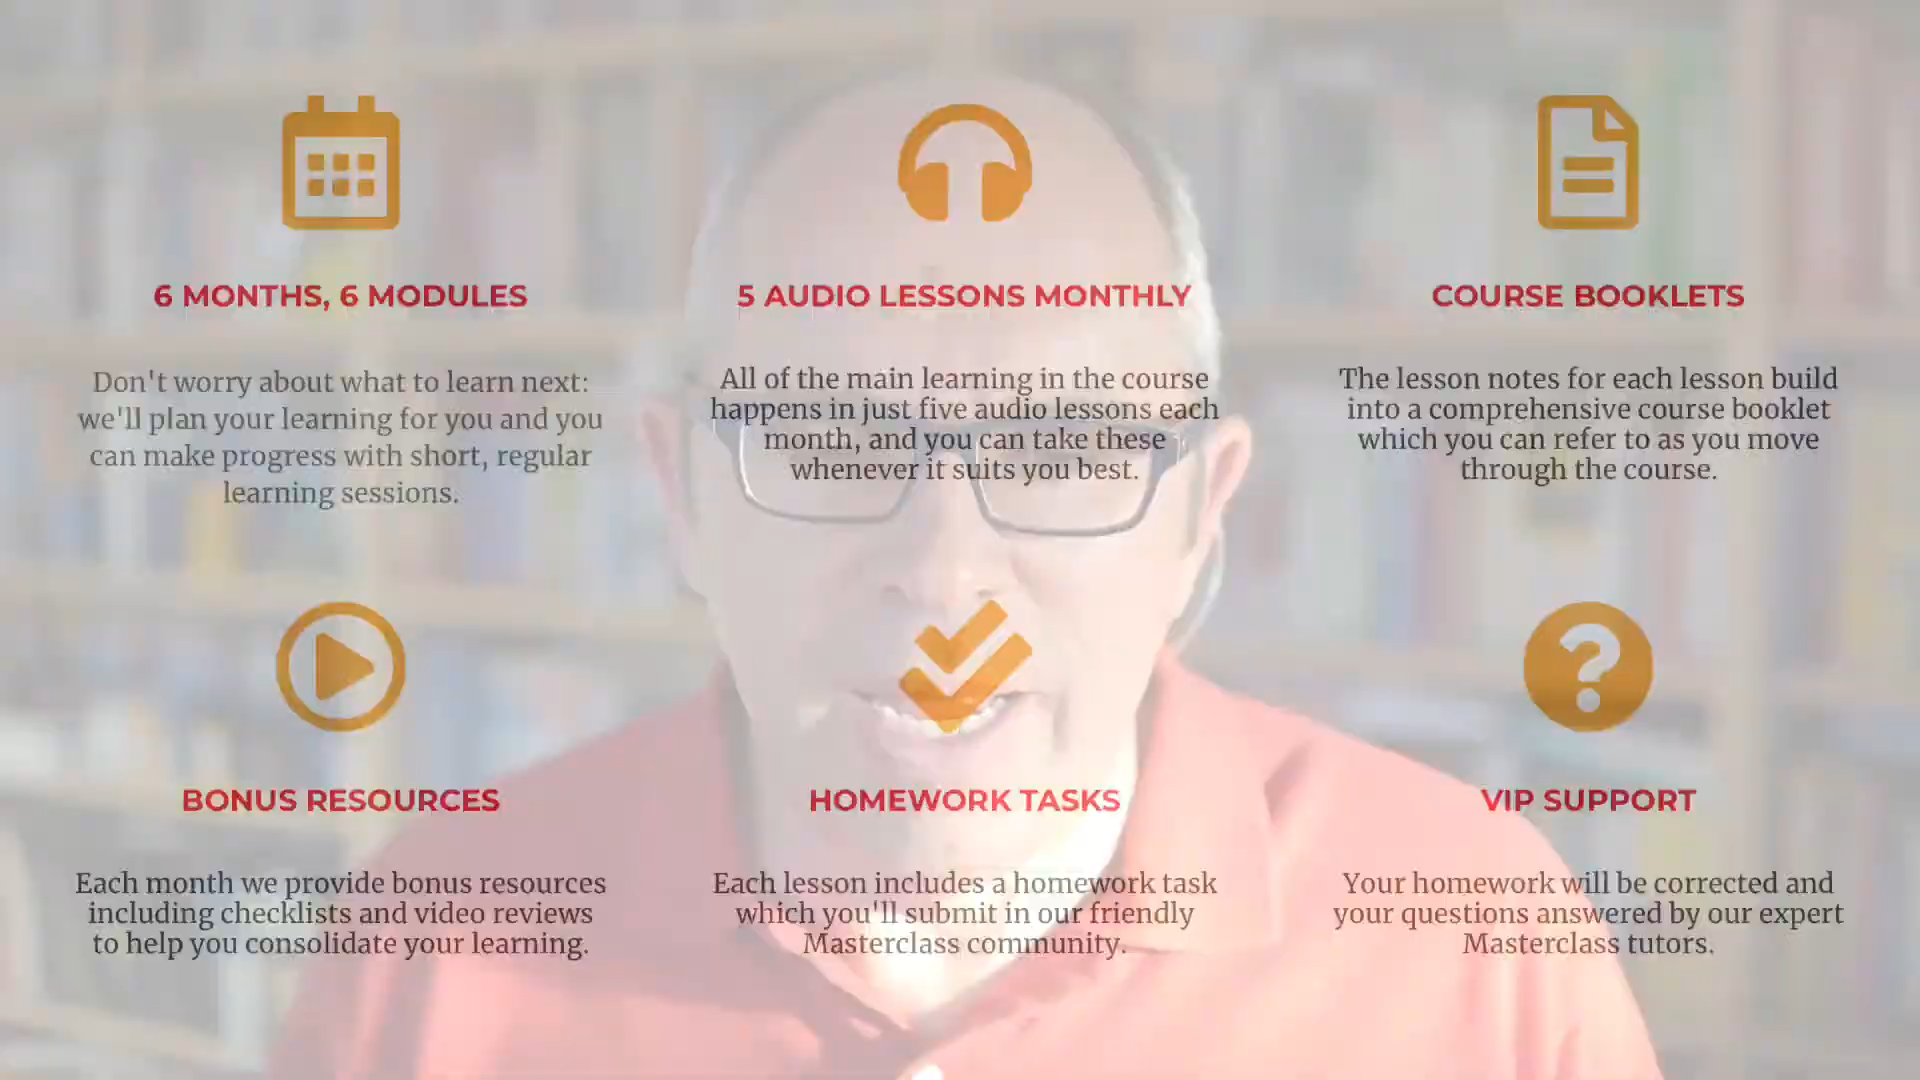 6 MONTHS, 6 MODULES
Don't worry about what to learn next:
we'll plan your learning for you and you
can make progress with short, regular
learning sessions.
5 AUDIO LESSONS MONTHLY
All of the main learning in the course
happens in just five audio lessons each
month, and you can take these
whenever it suits you best.
COURSE BOOKLETS
The lesson notes for each lesson build
into a comprehensive course booklet
which you can refer to as you move
through the course.
BONUS RESOURCES
Each month we provide bonus resources
including checklists and video reviews
to help you consolidate your learning.
HOMEWORK TASKS
Each lesson includes a homework task
which you'll submit in our friendly
Masterclass community.
VIP SUPPORT
Your homework will be corrected and
your questions answered by our expert
Masterclass tutors.